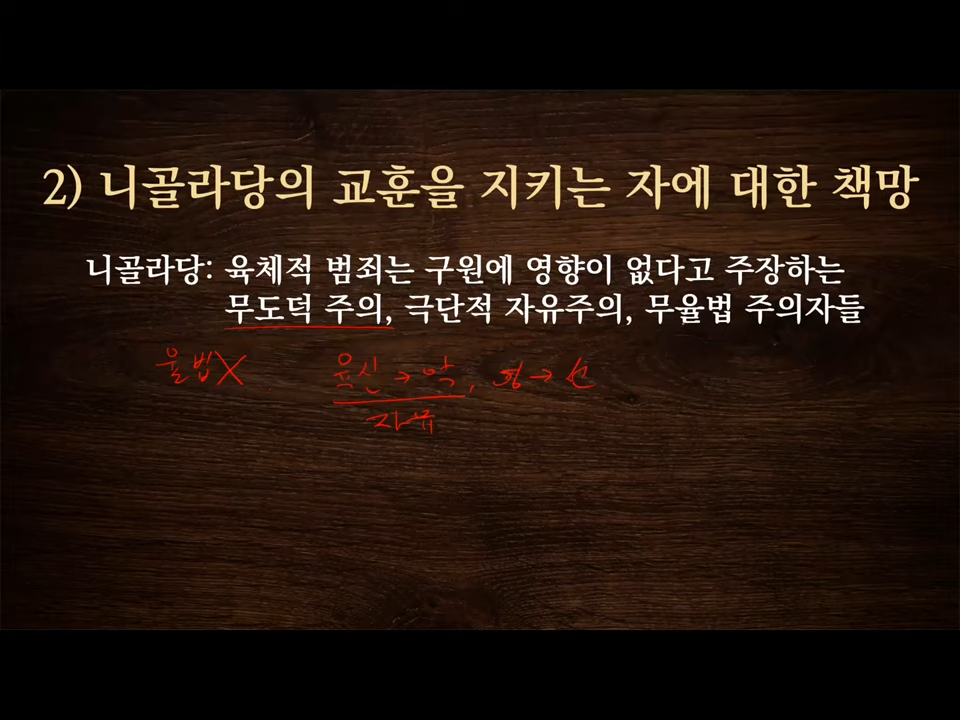 2) 니골라당의 교훈을 지키는 자에 대한 책망
니골라당: 육체적 범죄는 구원에 영향이 없다고 주장하는
무도덕 주의, 극단적 자유주의, 무율법 주의자들
율법X 육신→악, 영→선
자유